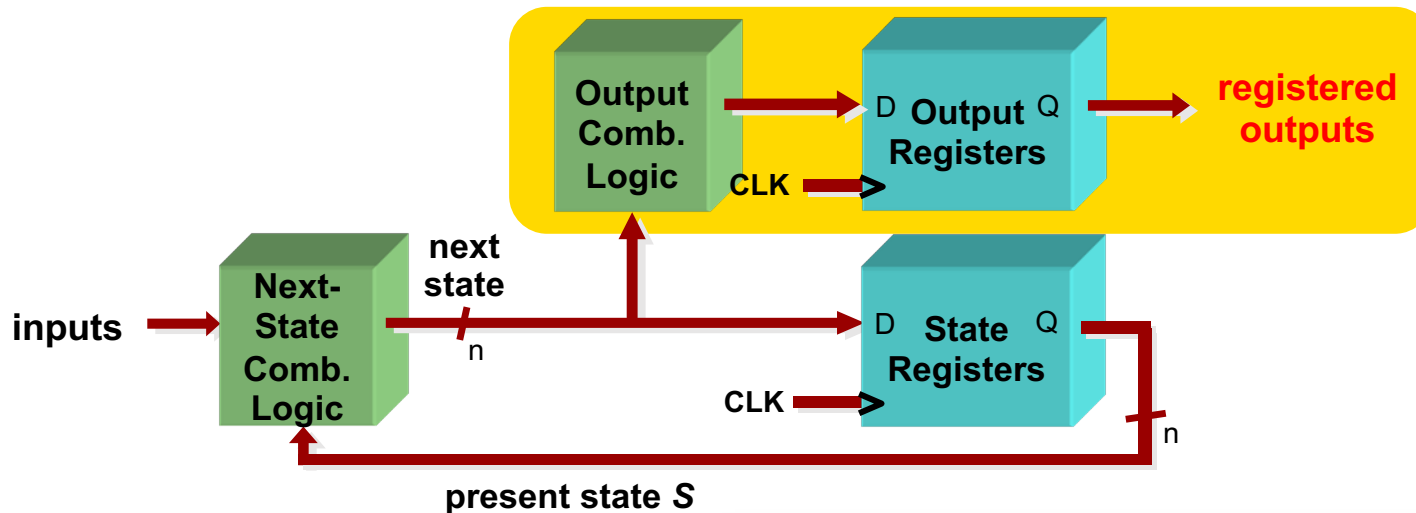 Output
Comb.
Logic
D
Output
Registers
Q
CLK
registered
outputs
inputs
Next-
State
Comb.
Logic
next
state
n
D
State
Registers
Q
CLK
n
present state S